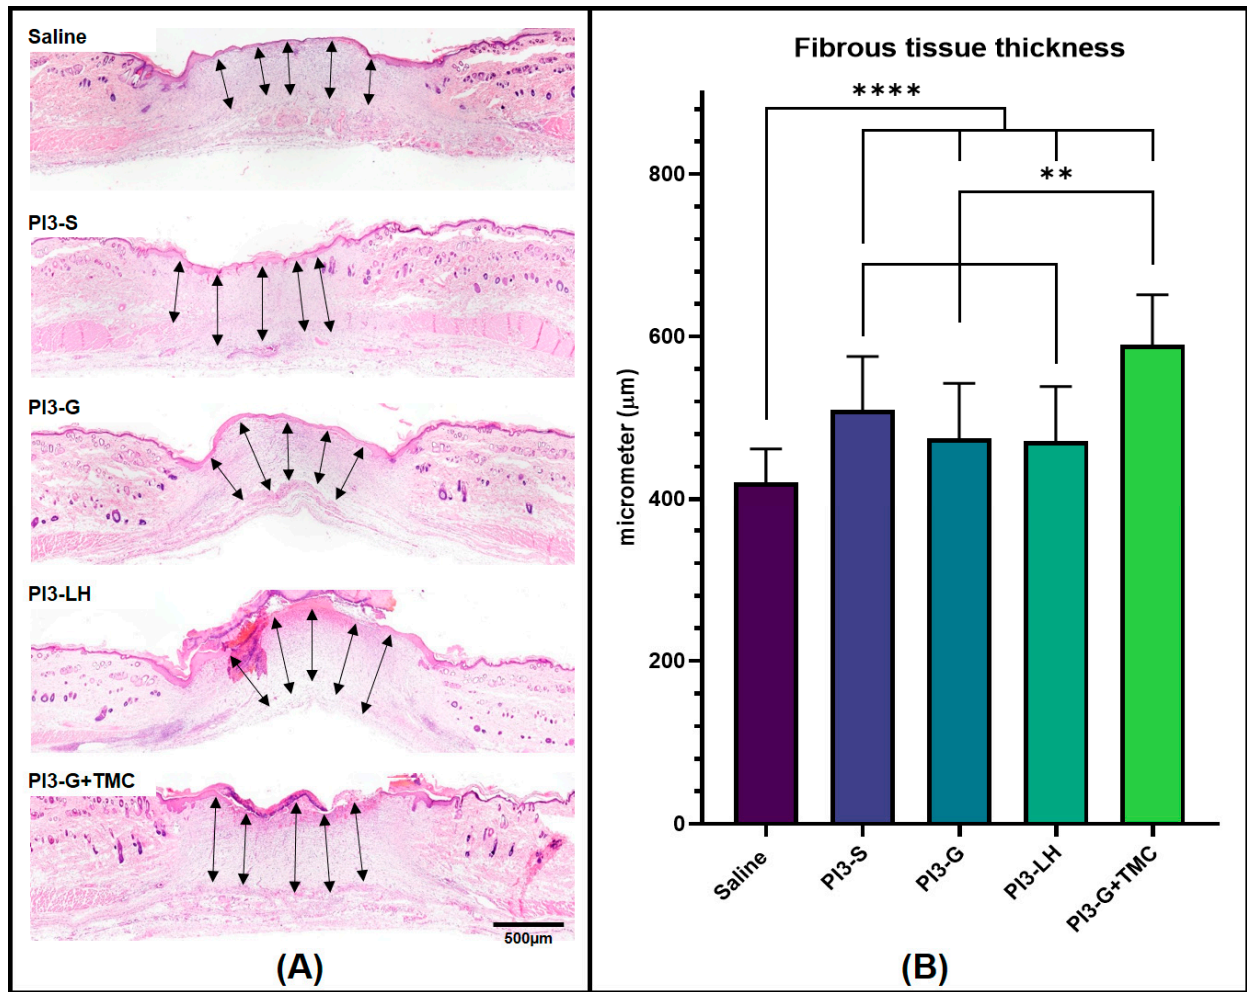 Saline
PI3-S
PI3-G
PI3-LH
PI3-G+TMC
500μm
(A)
Fibrous tissue thickness
****
**
micrometer (μm)
800
600
400
200
0
Saline
PI3-S
PI3-G
PI3-LH
PI3-G+TMC
(B)